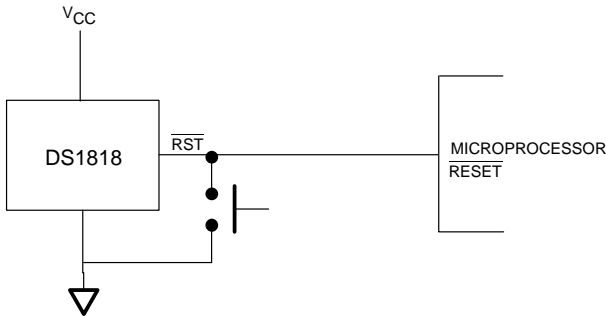 VCC
DS1818
RST
MICROPROCESSOR
RESET